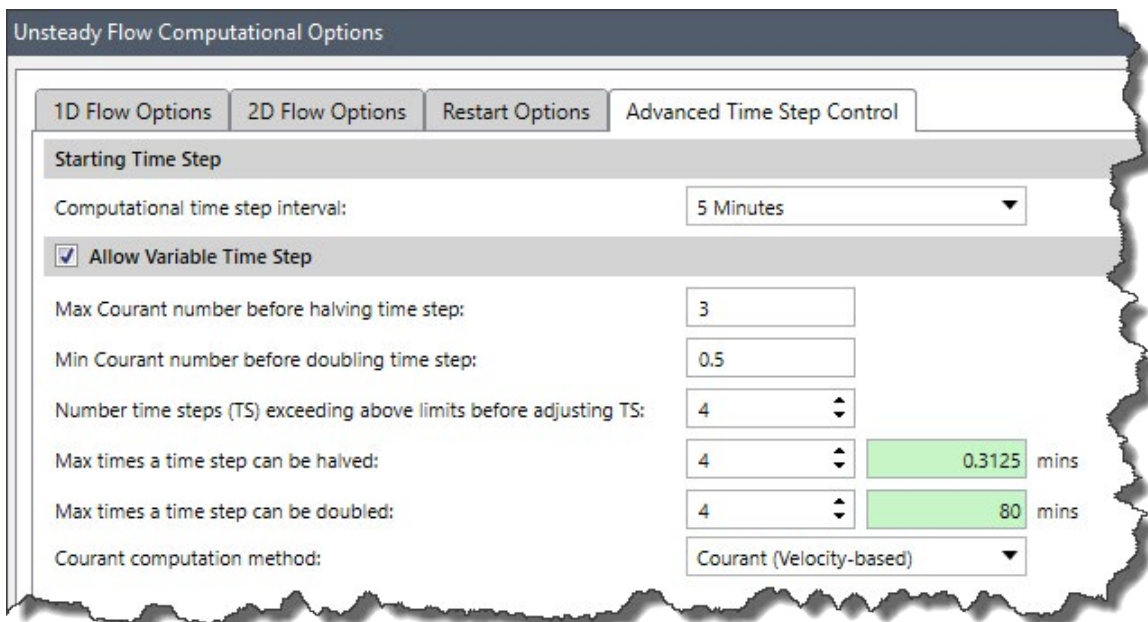 Unsteady Flow Computational Options
1D Flow Options 2D Flow Options Restart Options Advanced Time Step Control
Starting Time Step
Computational time step interval: 5 Minutes
Allow Variable Time Step
Max Courant number before halving time step: 3
Min Courant number before doubling time step: 0.5
Number time steps (TS) exceeding above limits before adjusting TS: 4
Max times a time step can be halved: 4 0.3125 mins
Max times a time step can be doubled: 4 80 mins
Courant computation method: Courant (Velocity-based)